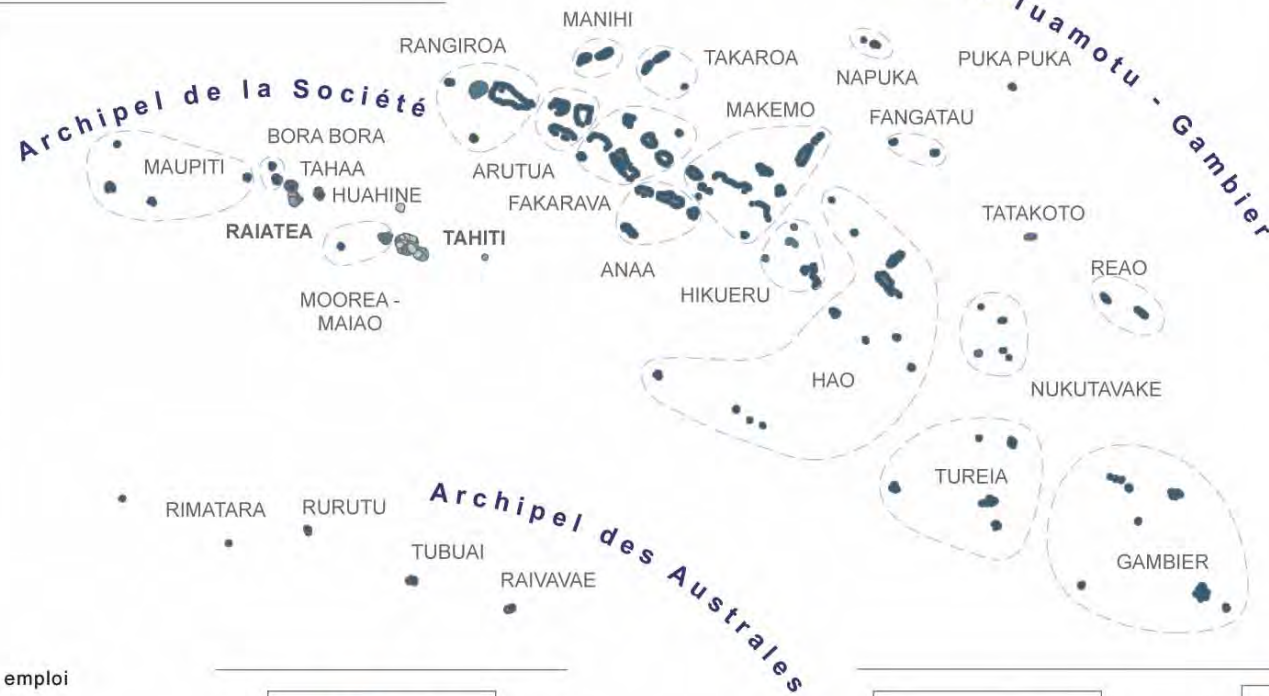 Tuamotu - Gambier
MANIHI
RANGIROA
TAKAROA
NAPUKA
PUKA PUKA
Archipel de la Société
MAKEMO
FANGATAU
BORA BORA
MAUPITI
TAHAA
ARUTUA
HUAHINE
FAKARAVA
TATAKOTO
RAIATEA
TAHITI
ANAA
REAO
HIKUERU
MOOREA -
MAIAO
HAO
NUKUTAVAKE
TUREIA
Archipel des Australes
RIMATARA
RURUTU
TUBUAI
GAMBIER
RAIVAVAE
emploi